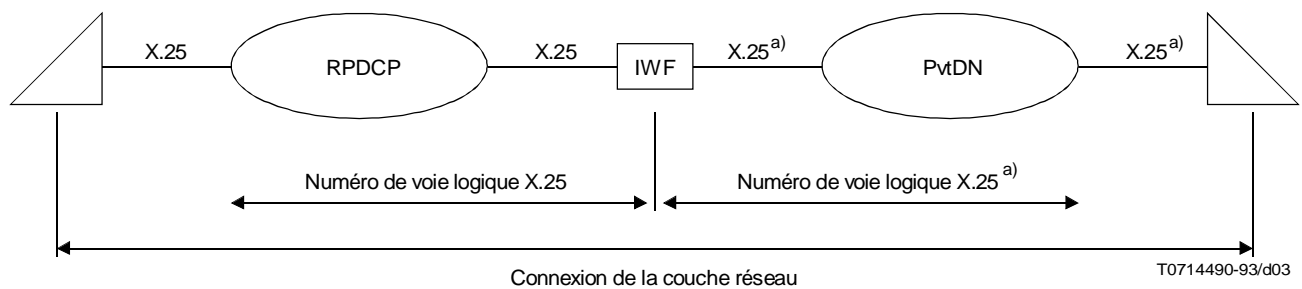 X.25
RPDCP
X.25
IWF
X.25a)
PvtDN
X.25a)
Numéro de voie logique X.25
Numéro de voie logique X.25a)
Connexion de la couche réseau
T0714490-93/d03